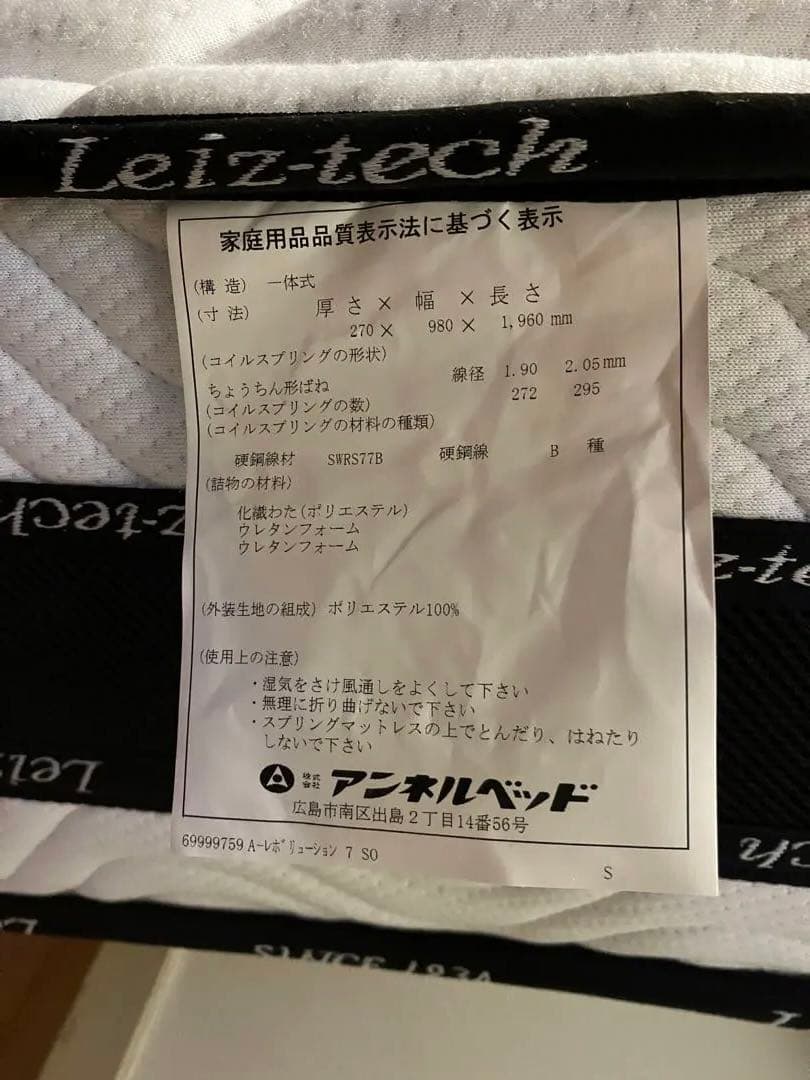 Leiz-tech
家庭用品品質表示法に基づく表示
(構 造) 一体式
(寸 法) 厚 さ × 幅 × 長 さ
270 × 980 × 1,960 mm
(コイルスプリングの形状)
ちょうちん形ばね 線径 1.90 2.05mm
(コイルスプリングの数) 272 295
(コイルスプリングの材料の種類)
硬鋼線材 SWRS77B 硬鋼線 B 種
(詰物の材料)
化繊わた(ポリエステル)
ウレタンフォーム
ウレタンフォーム
z-tech
z-te
(外装生地の組成) ポリエステル100%
(使用上の注意)
・湿気をさけ風通しをよくして下さい
・無理に折り曲げないで下さい
・スプリングマットレスの上でとんだり、はねたり
しないで下さい
Leiz
株式会社 アンネルベッド
広島市南区出島2丁目14番56号
69999759 A-レボリューション 7 SO
S
ch